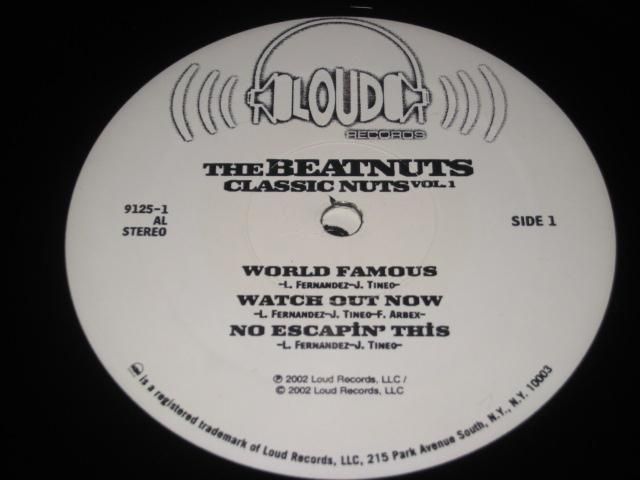 LOUD
RECORDS
THE BEATNUTS
CLASSIC NUTS VOL. 1
9125-1
AL
STEREO
SIDE 1
WORLD FAMOUS
-L. FERNANDEZ-J. TINEO-
WATCH OUT NOW
-L. FERNANDEZ-J. TINEO-F. ARBEX-
NO ESCAPİN' THİS
-L. FERNANDEZ-J. TINEO-
℗ 2002 Loud Records, LLC /
© 2002 Loud Records, LLC
is a registered trademark of Loud Records, LLC, 215 Park Avenue South, N.Y., N.Y. 10003